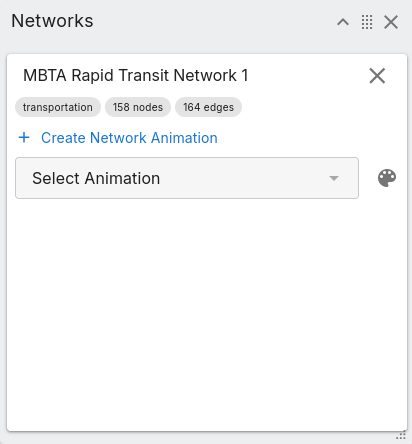 Networks
MBTA Rapid Transit Network 1
transportation 158 nodes 164 edges
+ Create Network Animation
Select Animation